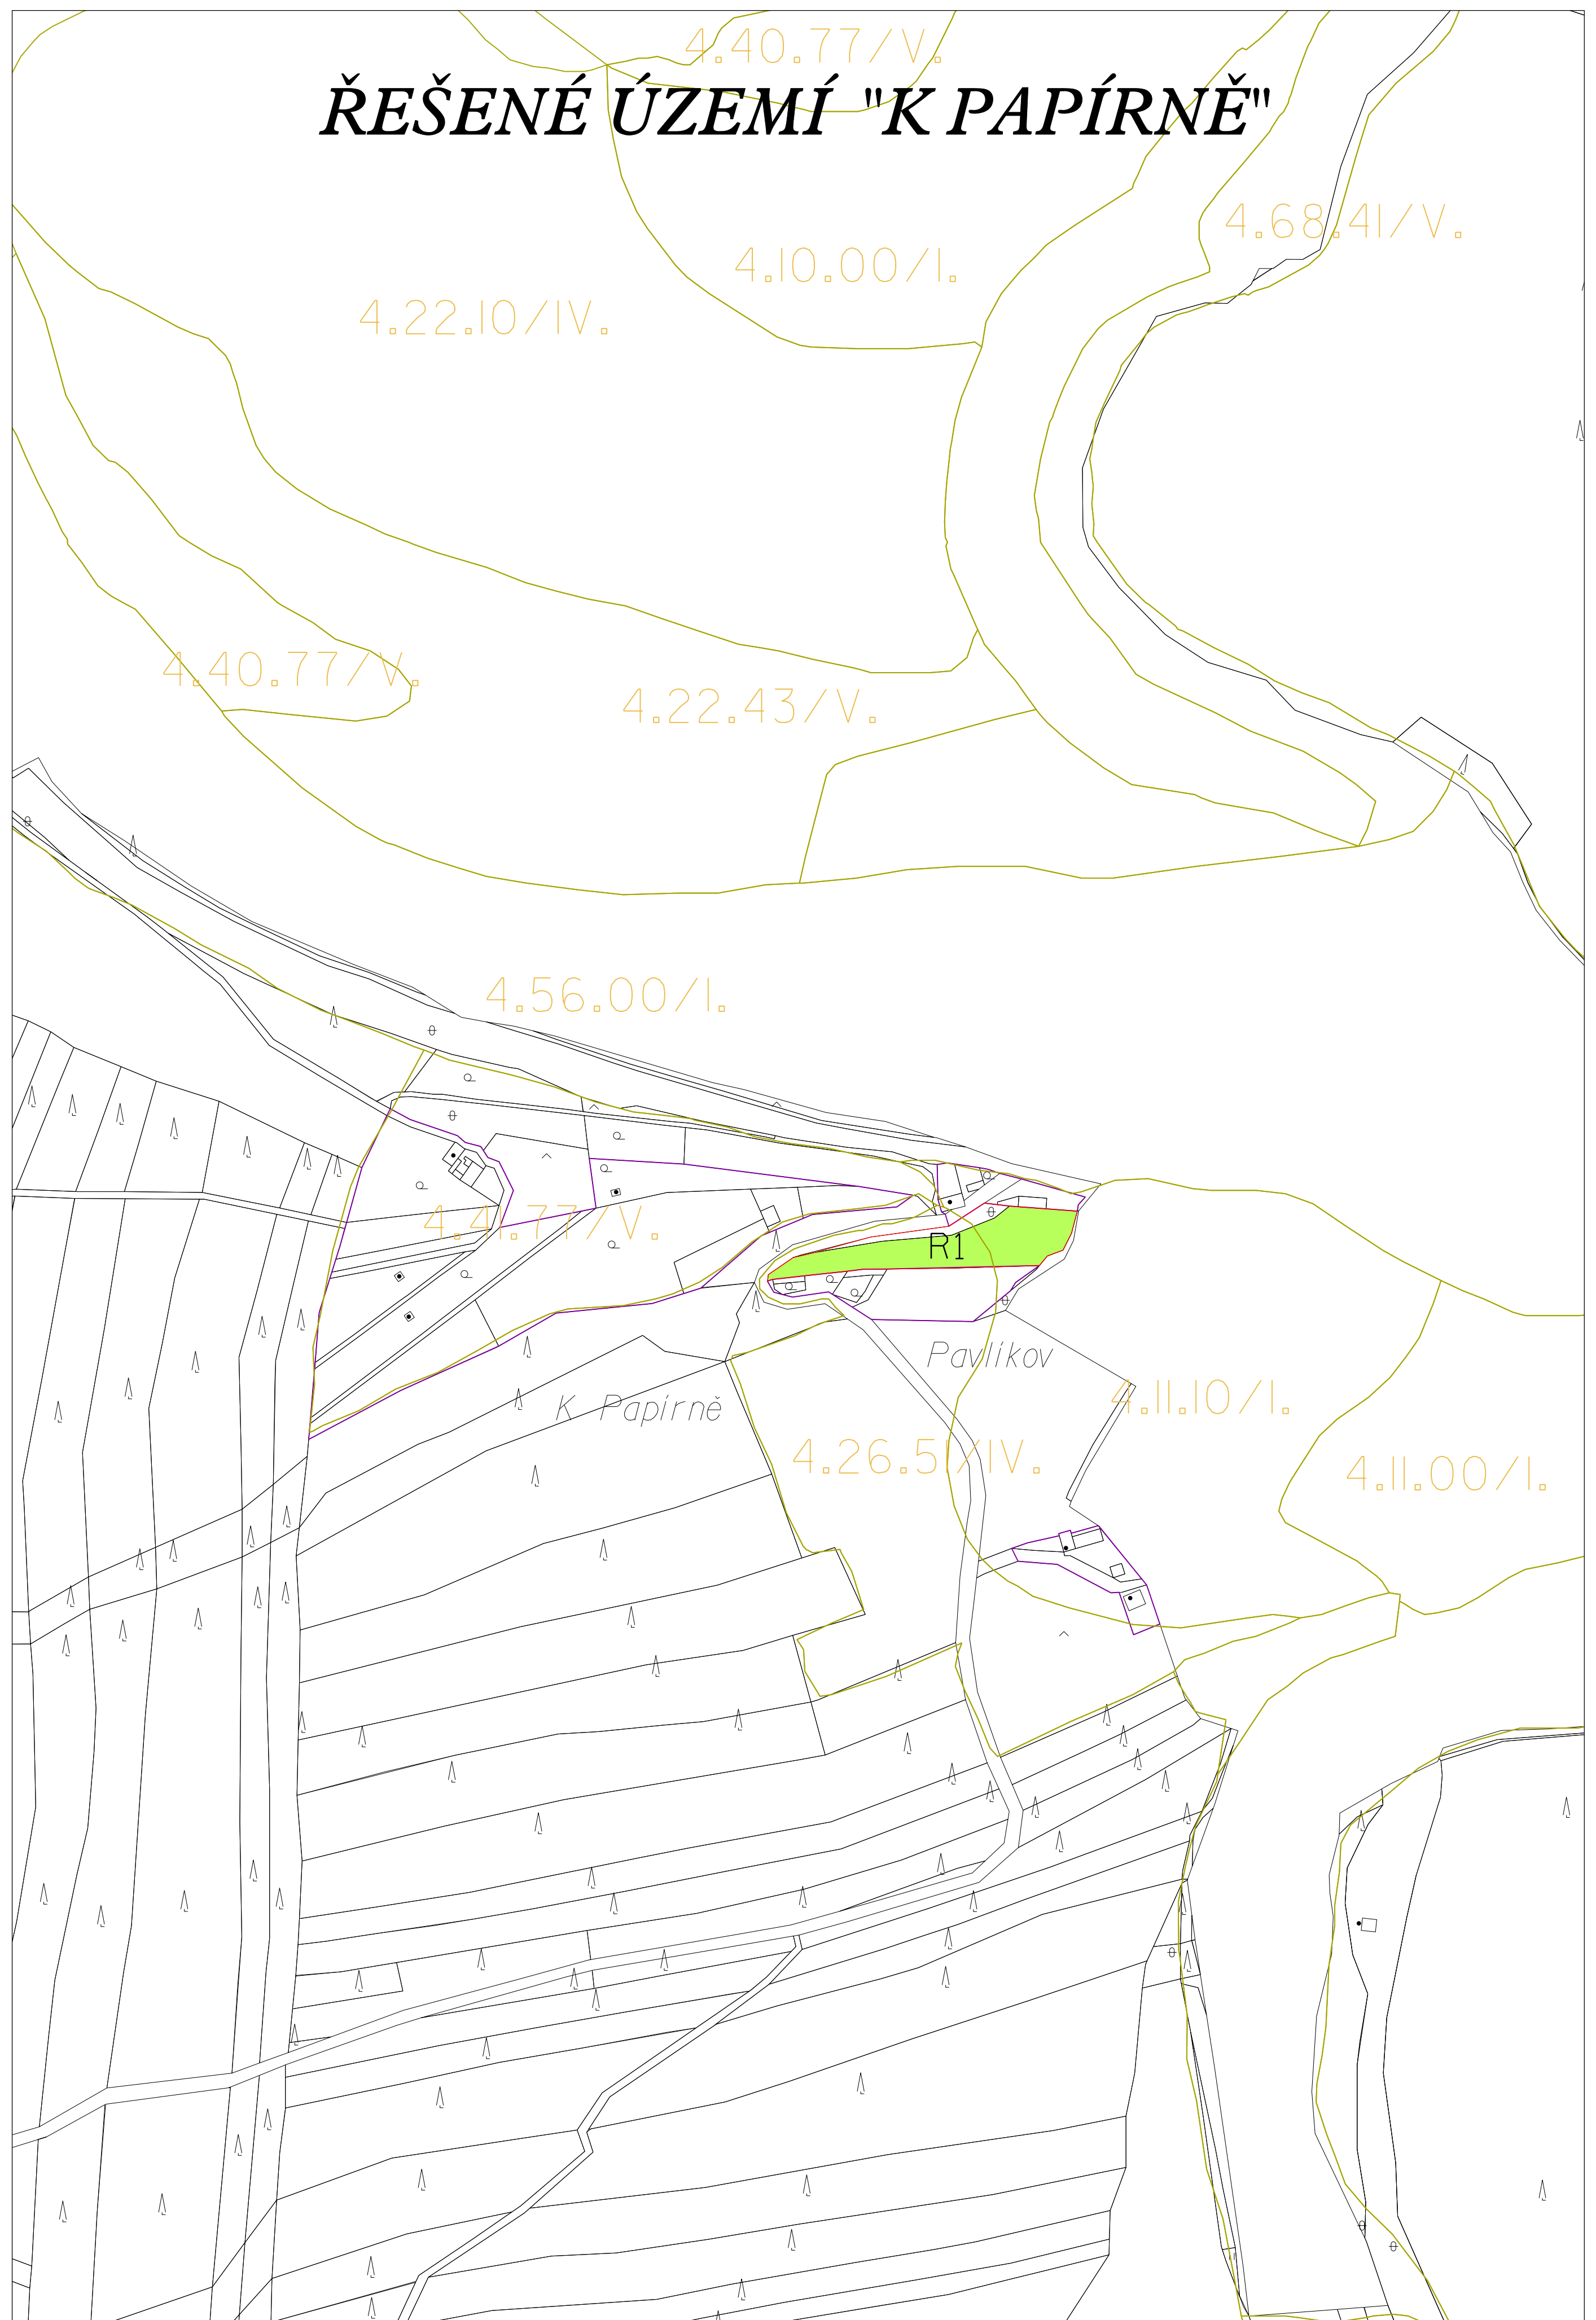 4.40.77/V.
ŘEŠENÉ ÚZEMÍ "K PAPÍRNĚ"
4.68.41/V.
4.10.00/I.
4.22.10/IV.
4.40.77/V.
4.22.43/V.
4.56.00/I.
4.41.77/V.
R1
Pavlíkov
K Papírně
4.11.10/I.
4.26.51/IV.
4.11.00/I.